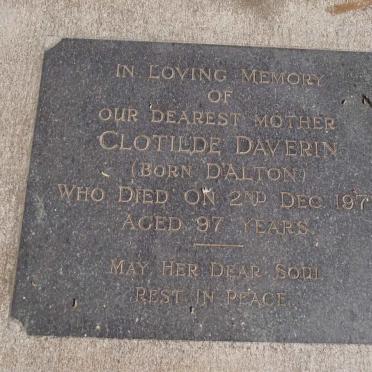 IN LOVING MEMORY
OF
OUR DEAREST MOTHER
CLOTILDE DAVERIN
(BORN D'ALTON)
WHO DIED ON 2ND DEC 197
AGED 97 YEARS.
MAY HER DEAR SOUL
REST IN PEACE